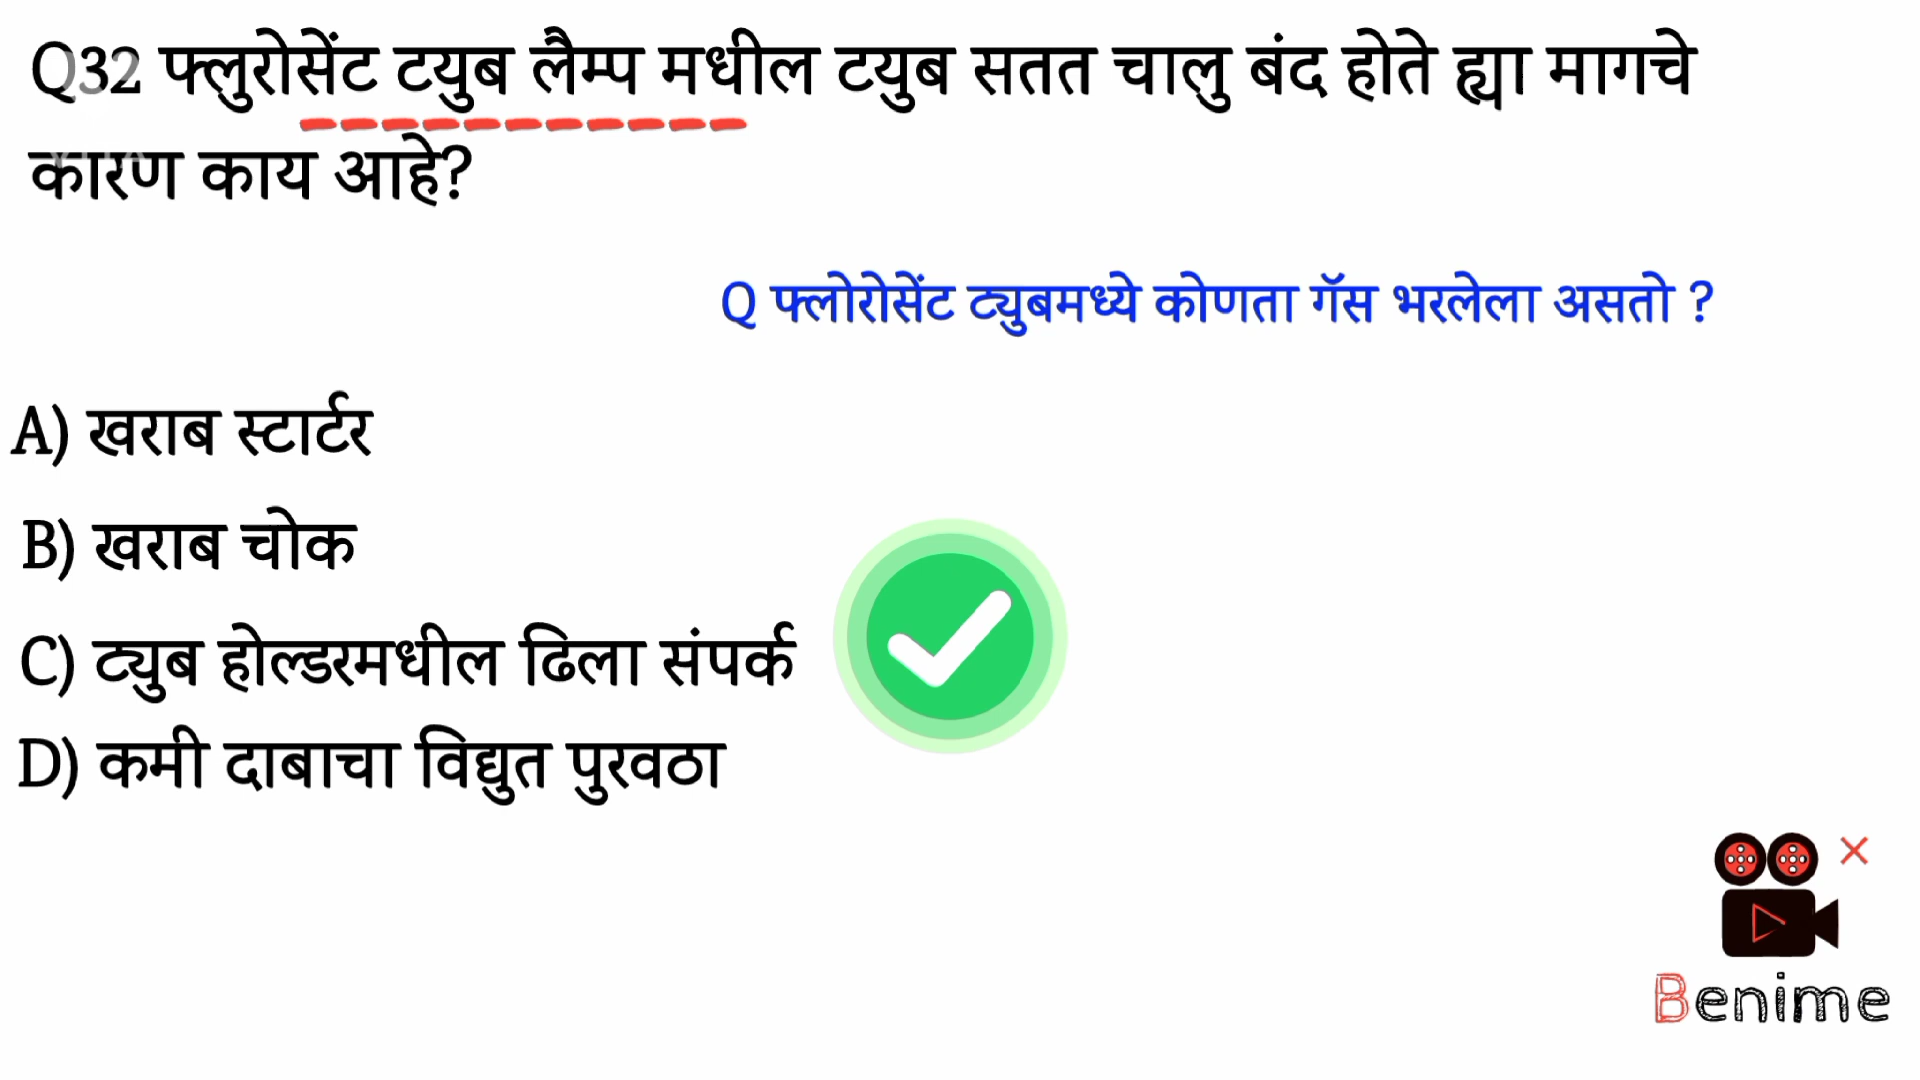 Q32 फ्लुरोसेंट टयुब लैम्प मधील टयुब सतत चालु बंद होते ह्या मागचे
कारण काय आहे?
Q फ्लोरोसेंट ट्युबमध्ये कोणता गॅस भरलेला असतो ?
A) खराब स्टार्टर
B) खराब चोक
C) ट्युब होल्डरमधील ढिला संपर्क
D) कमी दाबाचा विद्युत पुरवठा
Benime